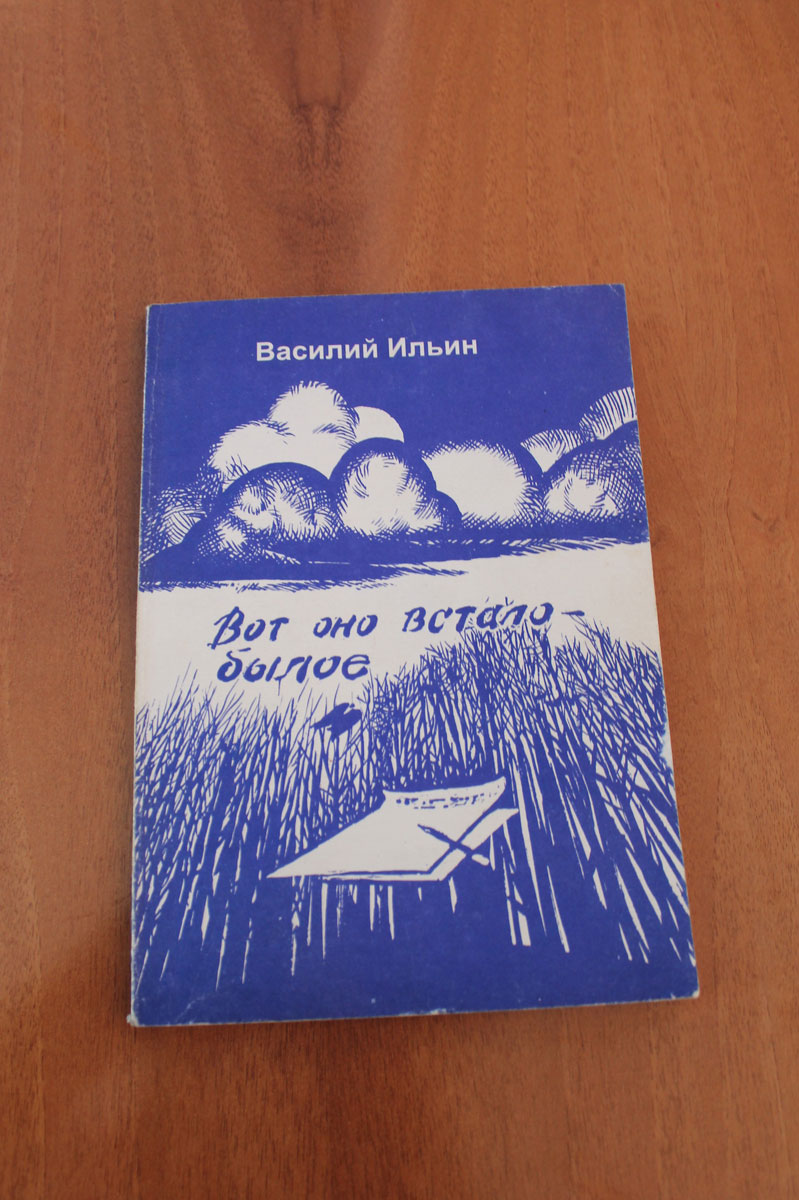 Василий Ильин
Вот оно встало –
былое